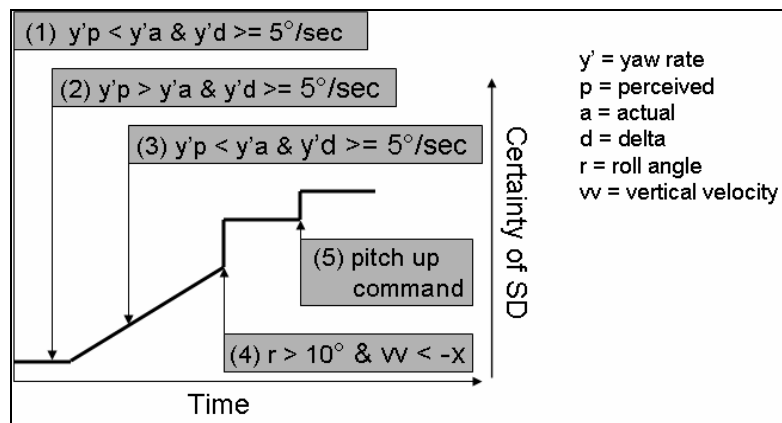 (1) y'p < y'a & y'd >= 5°/sec
(2) y'p > y'a & y'd >= 5°/sec
(3) y'p < y'a & y'd >= 5°/sec
(5) pitch up
command
(4) r > 10° & vv < -x
Time
Certainty of SD
y' = yaw rate
p = perceived
a = actual
d = delta
r = roll angle
vv = vertical velocity